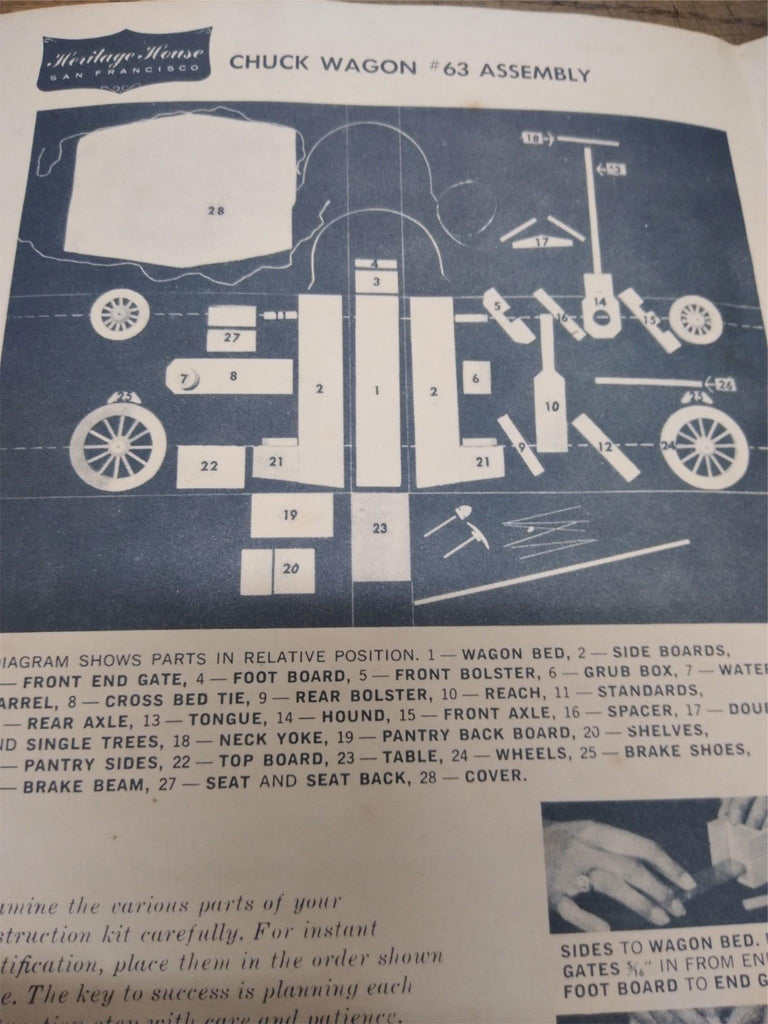 Heritage House
SAN FRANCISCO
CHUCK WAGON #63 ASSEMBLY
18
13
28
17
4
3
11
5
16
14
15
27
7
8
2
1
2
6
26
25
10
25
9
12
24
22
21
21
19
23
20
DIAGRAM SHOWS PARTS IN RELATIVE POSITION. 1 — WAGON BED, 2 — SIDE BOARDS,
— FRONT END GATE, 4 — FOOT BOARD, 5 — FRONT BOLSTER, 6 — GRUB BOX, 7 — WATE
ARREL, 8 — CROSS BED TIE, 9 — REAR BOLSTER, 10 — REACH, 11 — STANDARDS,
— REAR AXLE, 13 — TONGUE, 14 — HOUND, 15 — FRONT AXLE, 16 — SPACER, 17 — DOU
ND SINGLE TREES, 18 — NECK YOKE, 19 — PANTRY BACK BOARD, 20 — SHELVES,
— PANTRY SIDES, 22 — TOP BOARD, 23 — TABLE, 24 — WHEELS, 25 — BRAKE SHOES,
— BRAKE BEAM, 27 — SEAT AND SEAT BACK, 28 — COVER.
amine the various parts of your
struction kit carefully. For instant
tification, place them in the order shown
e. The key to success is planning each
step with care and patience.
SIDES TO WAGON BED.
GATES 5/16" IN FROM EN
FOOT BOARD TO END G